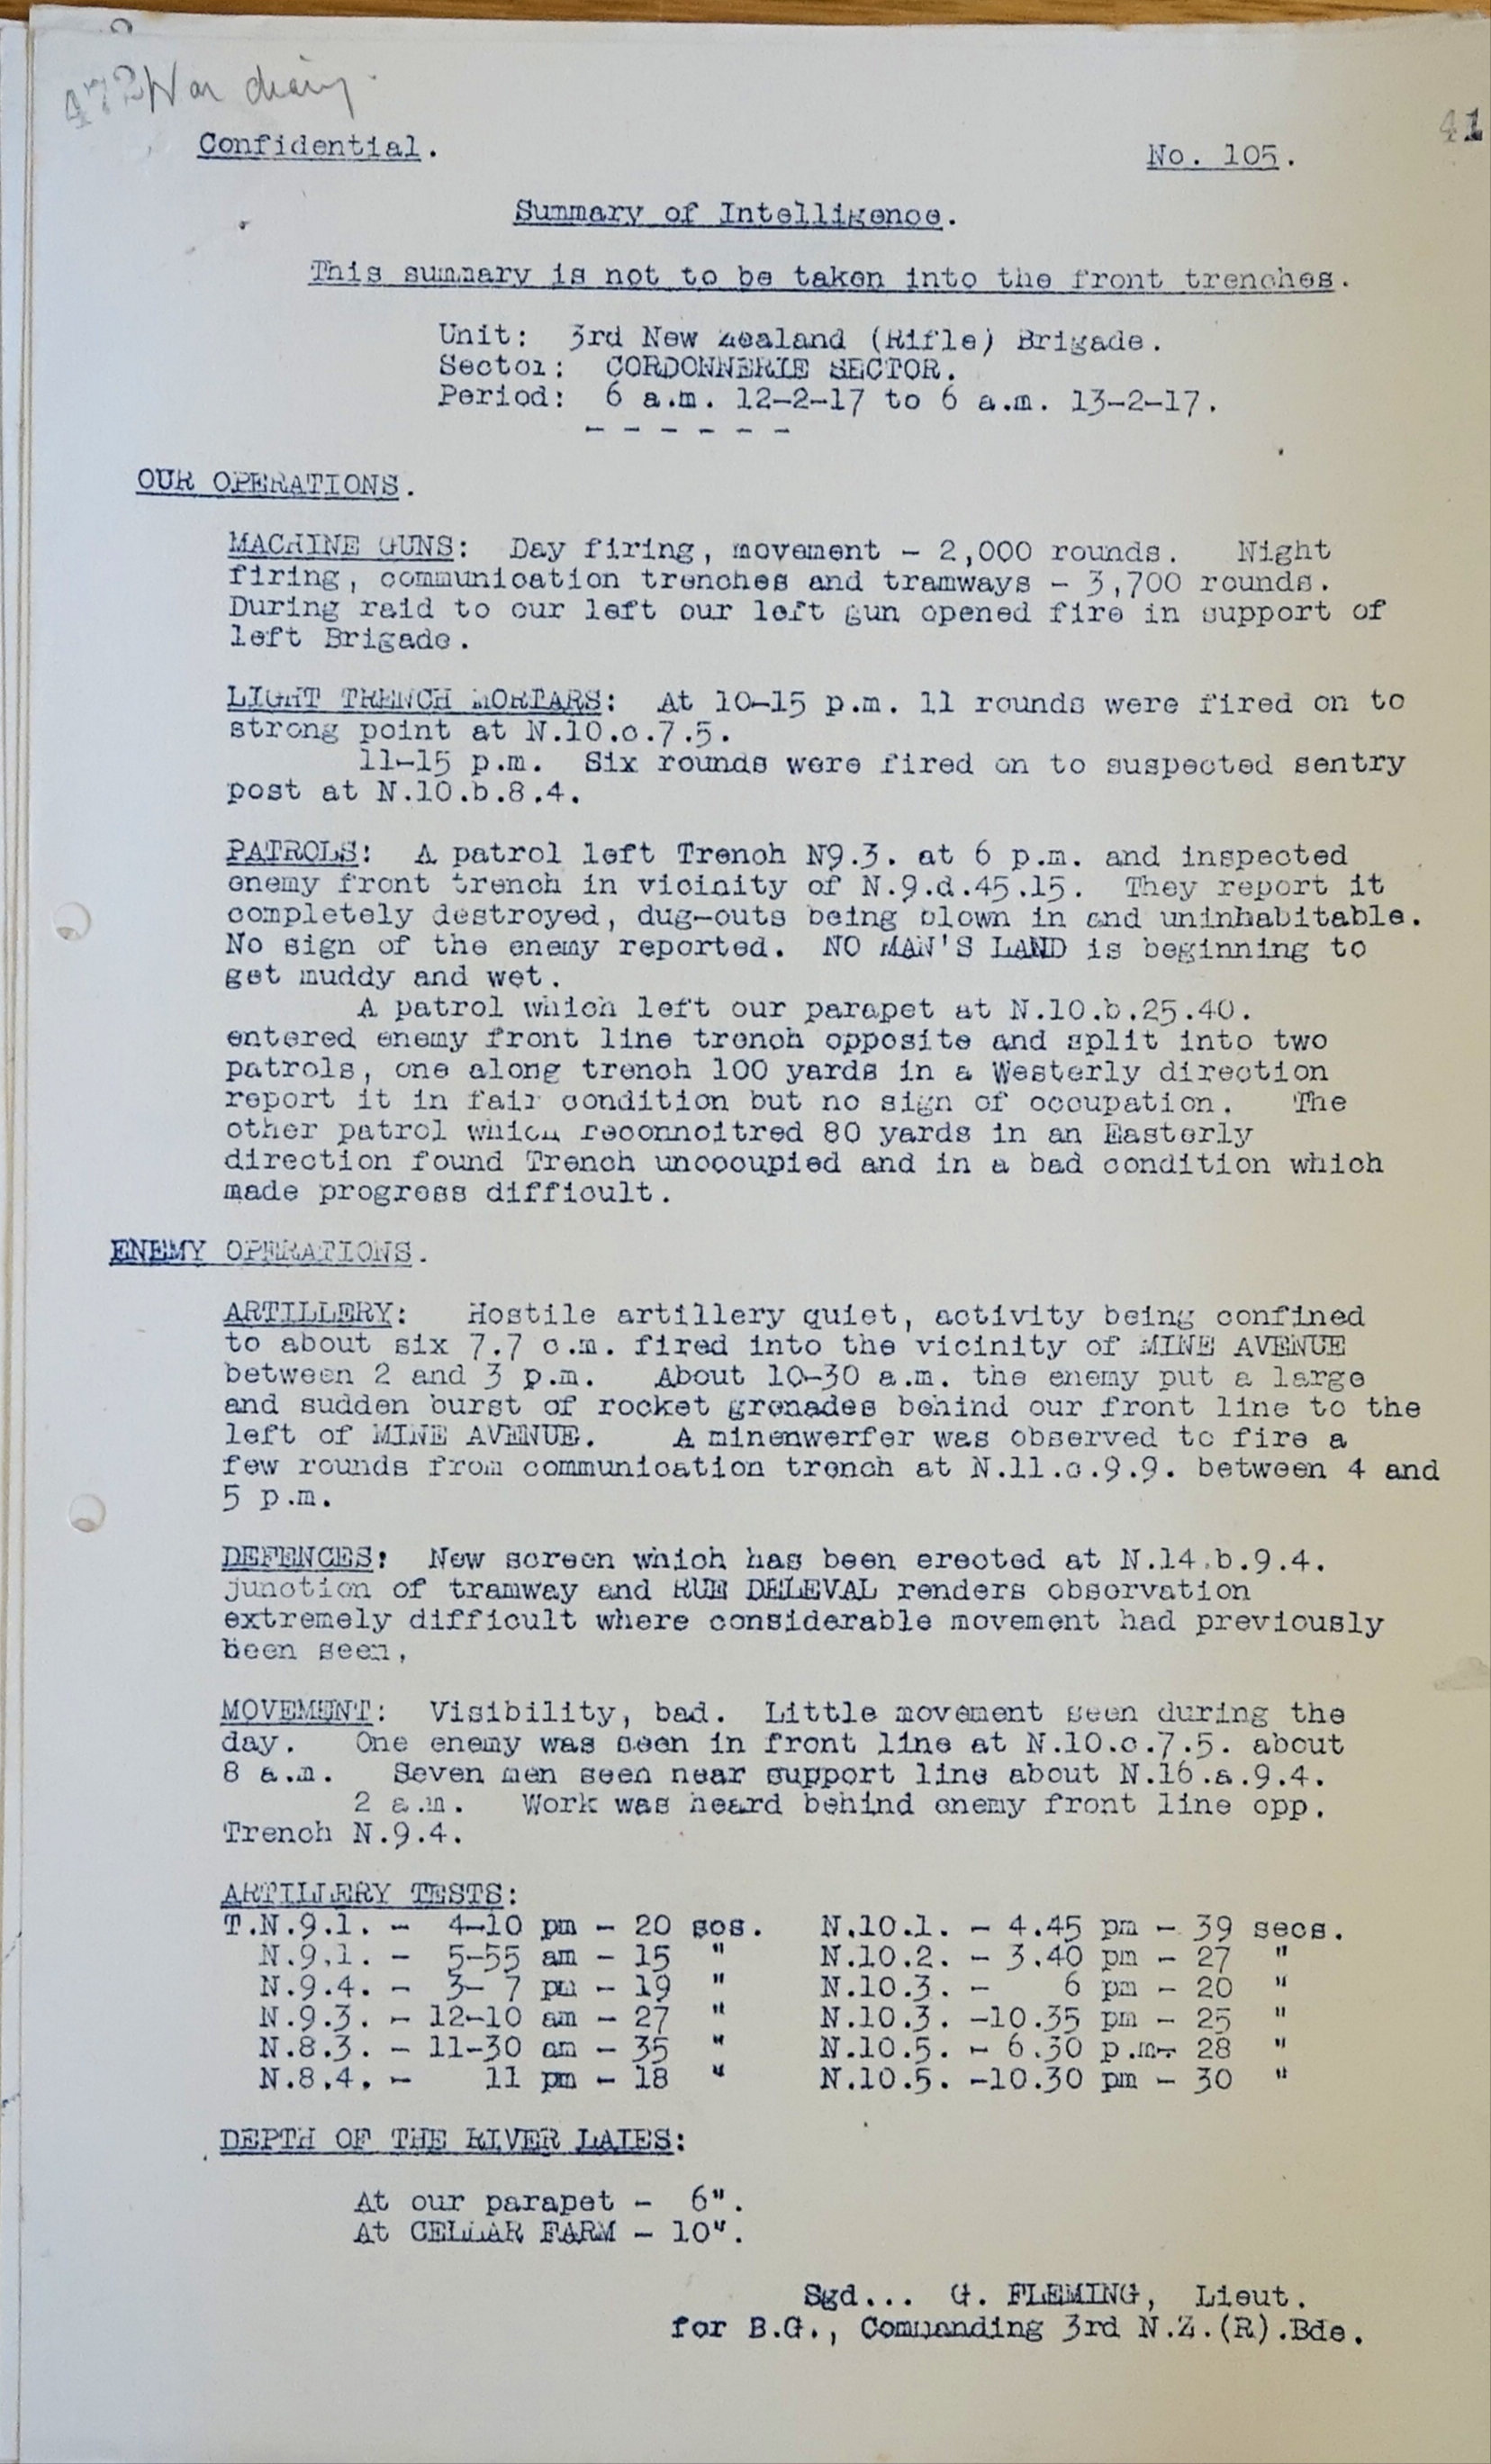 472 War diary.
41
Confidential. No. 105.
Summary of Intelligence.
This summary is not to be taken into the front trenches.
Unit: 3rd New Zealand (Rifle) Brigade.
Sector: CORDONNERIE SECTOR.
Period: 6 a.m. 12-2-17 to 6 a.m. 13-2-17.
- - - - - -
OUR OPERATIONS.
MACHINE GUNS: Day firing, movement - 2,000 rounds. Night
firing, communication trenches and tramways - 3,700 rounds.
During raid to our left our left gun opened fire in support of
left Brigade.
LIGHT TRENCH MORTARS: At 10-15 p.m. 11 rounds were fired on to
strong point at N.10.c.7.5.
11-15 p.m. Six rounds were fired on to suspected sentry
post at N.10.b.8.4.
PATROLS: A patrol left Trench N9.3. at 6 p.m. and inspected
enemy front trench in vicinity of N.9.d.45.15. They report it
completely destroyed, dug-outs being blown in and uninhabitable.
No sign of the enemy reported. NO MAN'S LAND is beginning to
get muddy and wet.
A patrol which left our parapet at N.10.b.25.40.
entered enemy front line trench opposite and split into two
patrols, one along trench 100 yards in a Westerly direction
report it in fair condition but no sign of occupation. The
other patrol which reconnoitred 80 yards in an Easterly
direction found Trench unoccupied and in a bad condition which
made progress difficult.
ENEMY OPERATIONS.
ARTILLERY: Hostile artillery quiet, activity being confined
to about six 7.7 c.m. fired into the vicinity of MINE AVENUE
between 2 and 3 p.m. About 10-30 a.m. the enemy put a large
and sudden burst of rocket grenades behind our front line to the
left of MINE AVENUE. A minenwerfer was observed to fire a
few rounds from communication trench at N.11.c.9.9. between 4 and
5 p.m.
DEFENCES: New screen which has been erected at N.14.b.9.4.
junction of tramway and RUE DELEVAL renders observation
extremely difficult where considerable movement had previously
been seen,
MOVEMENT: Visibility, bad. Little movement seen during the
day. One enemy was seen in front line at N.10.c.7.5. about
8 a.m. Seven men seen near support line about N.16.a.9.4.
2 a.m. Work was heard behind enemy front line opp.
Trench N.9.4.
ARTILLERY TESTS:
T.N.9.1. - 4-10 pm - 20 scs. N.10.1. - 4.45 pm - 39 secs.
N.9.1. - 5-55 am - 15 " N.10.2. - 3.40 pm - 27 "
N.9.4. - 3- 7 pm - 19 " N.10.3. - 6 pm - 20 "
N.9.3. - 12-10 am - 27 " N.10.3. -10.35 pm - 25 "
N.8.3. - 11-30 am - 35 " N.10.5. - 6.30 p.m- 28 "
N.8.4. - 11 pm - 18 " N.10.5. -10.30 pm - 30 "
DEPTH OF THE RIVER LAIES:
At our parapet - 6".
At CELLAR FARM - 10".
Sgd... G. FLEMING, Lieut.
for B.G., Commanding 3rd N.Z.(R).Bde.